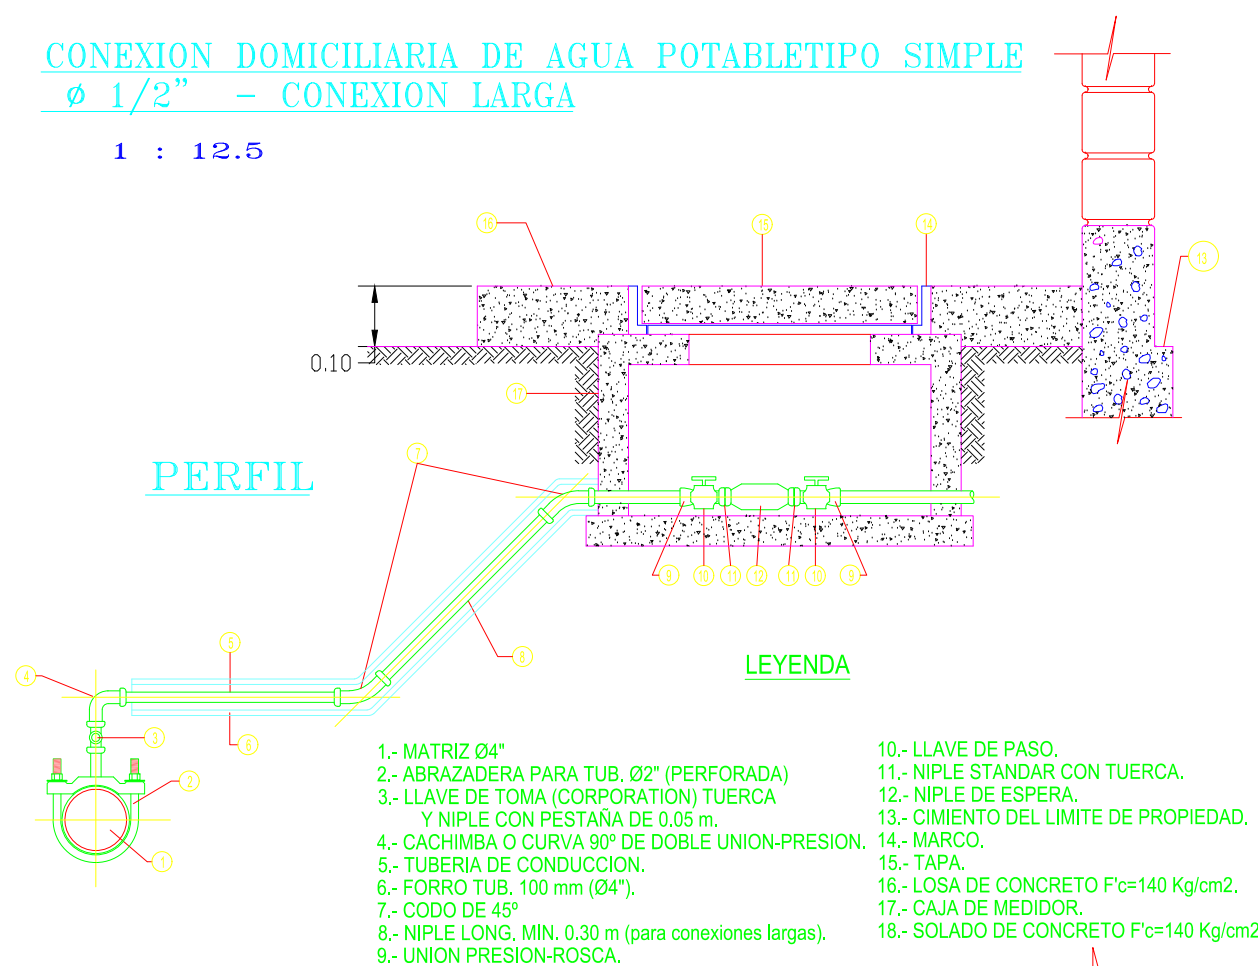 CONEXION DOMICILIARIA DE AGUA POTABLETIPO SIMPLE
Ø 1/2” - CONEXION LARGA
1 : 12.5
16
15
14
13
0.10
17
7
PERFIL
9
10
11
12
11
10
9
5
8
4
3
6
2
1
LEYENDA
1.- MATRIZ Ø4"
2.- ABRAZADERA PARA TUB. Ø2" (PERFORADA)
3.- LLAVE DE TOMA (CORPORATION) TUERCA
Y NIPLE CON PESTAÑA DE 0.05 m.
4.- CACHIMBA O CURVA 90º DE DOBLE UNION-PRESION.
5.- TUBERIA DE CONDUCCION.
6.- FORRO TUB. 100 mm (Ø4").
7.- CODO DE 45º
8.- NIPLE LONG. MIN. 0.30 m (para conexiones largas).
9.- UNION PRESION-ROSCA.
10.- LLAVE DE PASO.
11.- NIPLE STANDAR CON TUERCA.
12.- NIPLE DE ESPERA.
13.- CIMIENTO DEL LIMITE DE PROPIEDAD.
14.- MARCO.
15.- TAPA.
16.- LOSA DE CONCRETO F'c=140 Kg/cm2.
17.- CAJA DE MEDIDOR.
18.- SOLADO DE CONCRETO F'c=140 Kg/cm2